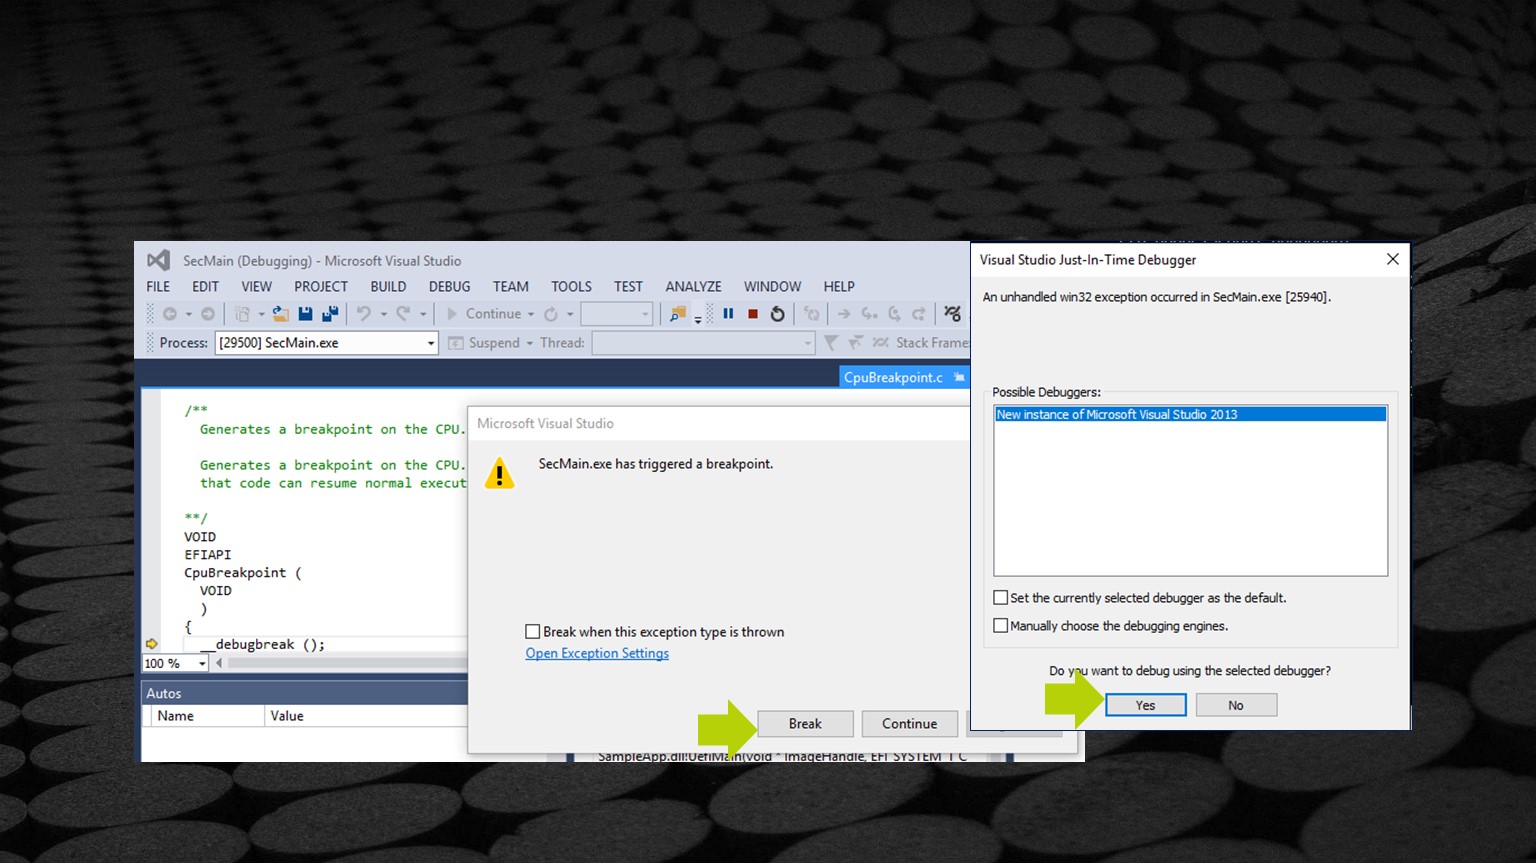 SecMain (Debugging) - Microsoft Visual Studio
FILE EDIT VIEW PROJECT BUILD DEBUG TEAM TOOLS TEST ANALYZE WINDOW HELP
Continue
Process: [29500] SecMain.exe Suspend Thread: Stack Frame:
CpuBreakpoint.c
/**
Generates a breakpoint on the CPU.
Generates a breakpoint on the CPU.
that code can resume normal execut
**/
VOID
EFIAPI
CpuBreakpoint (
VOID
)
{
__debugbreak ();
100 %
Autos
Name Value
Microsoft Visual Studio
SecMain.exe has triggered a breakpoint.
Break when this exception type is thrown
Open Exception Settings
Break Continue
SampleApp.dll!UefiMain(void * ImageHandle, EFI_SYSTEM_T C
Visual Studio Just-In-Time Debugger
An unhandled win32 exception occurred in SecMain.exe [25940].
Possible Debuggers:
New instance of Microsoft Visual Studio 2013
Set the currently selected debugger as the default.
Manually choose the debugging engines.
Do you want to debug using the selected debugger?
Yes No